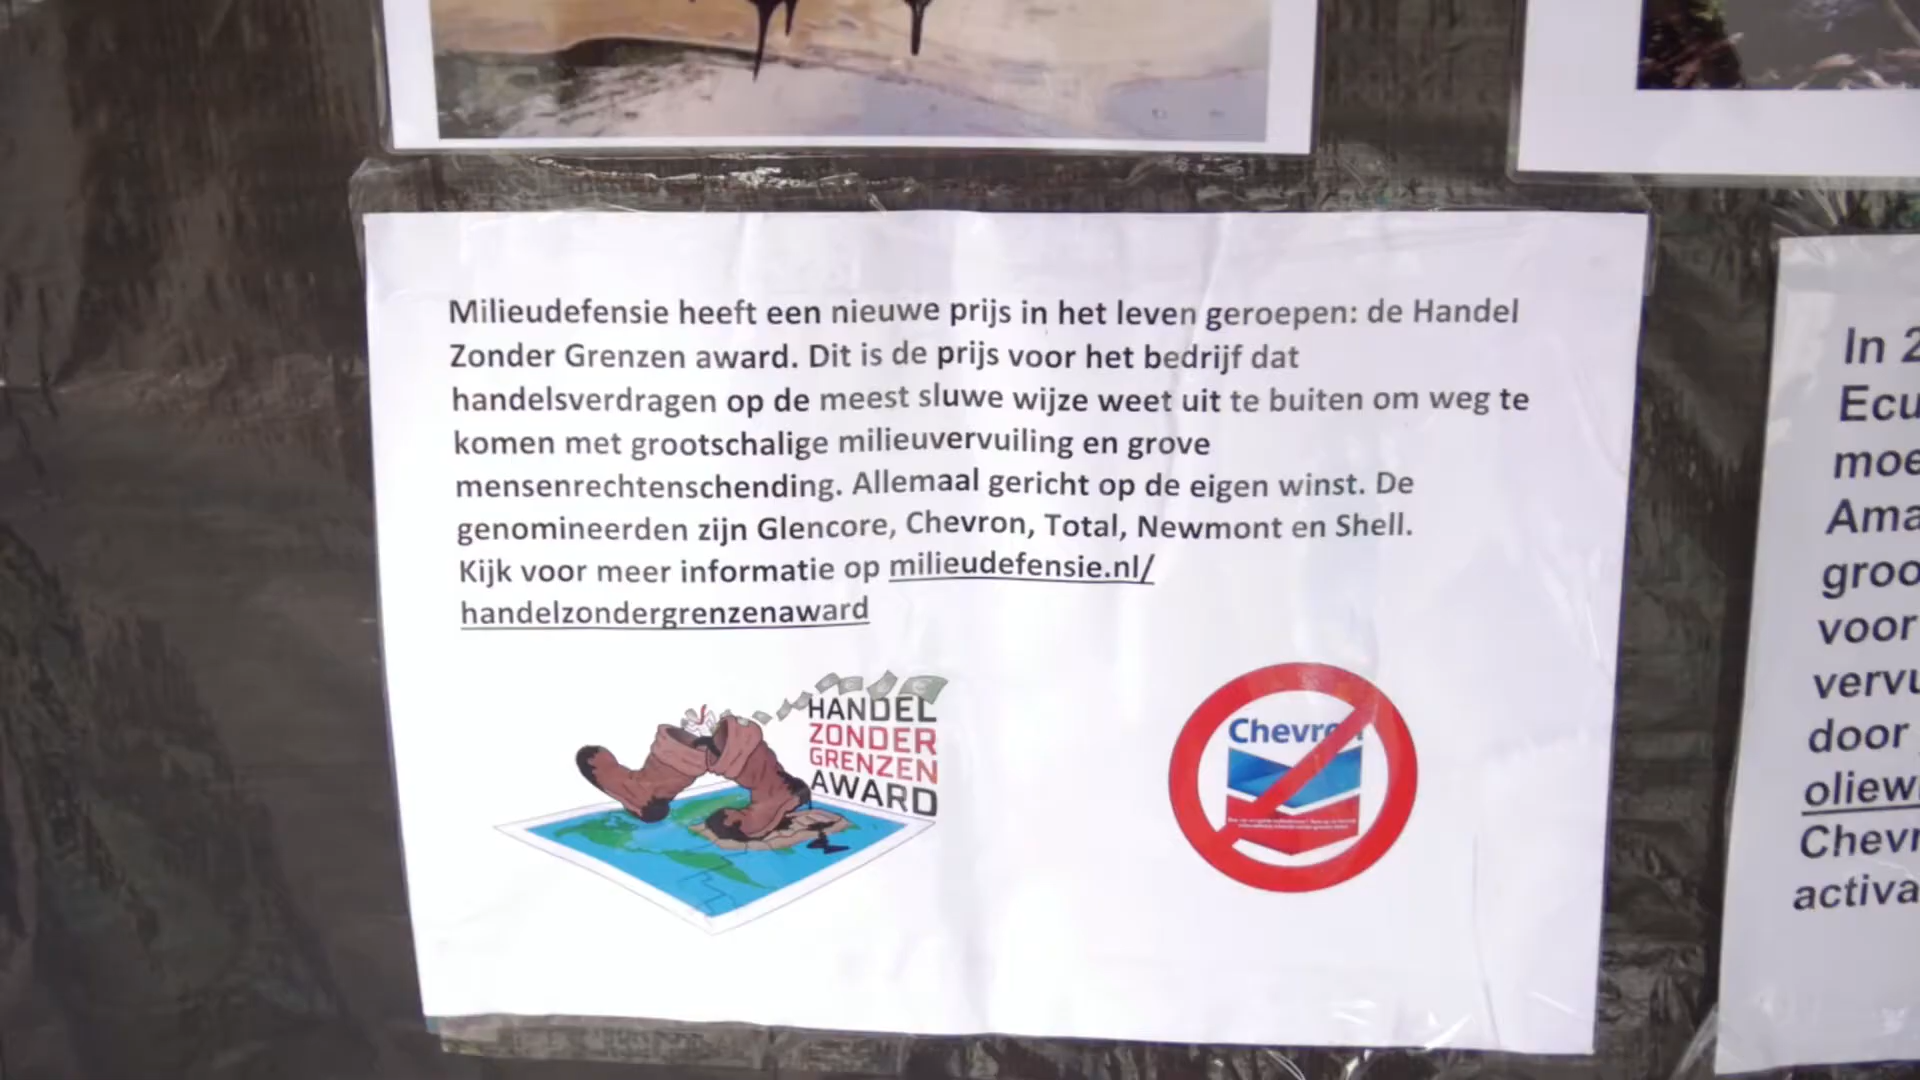 Milieudefensie heeft een nieuwe prijs in het leven geroepen: de Handel
Zonder Grenzen award. Dit is de prijs voor het bedrijf dat
handelsverdragen op de meest sluwe wijze weet uit te buiten om weg te
komen met grootschalige milieuvervuiling en grove
mensenrechtenschending. Allemaal gericht op de eigen winst. De
genomineerden zijn Glencore, Chevron, Total, Newmont en Shell.
Kijk voor meer informatie op milieudefensie.nl/
handelzondergrenzenaward
HANDEL
ZONDER
GRENZEN
AWARD
Chevron
In 2
Ecu
moe
Ama
groo
voor
vervu
door
oliew
Chevr
activa